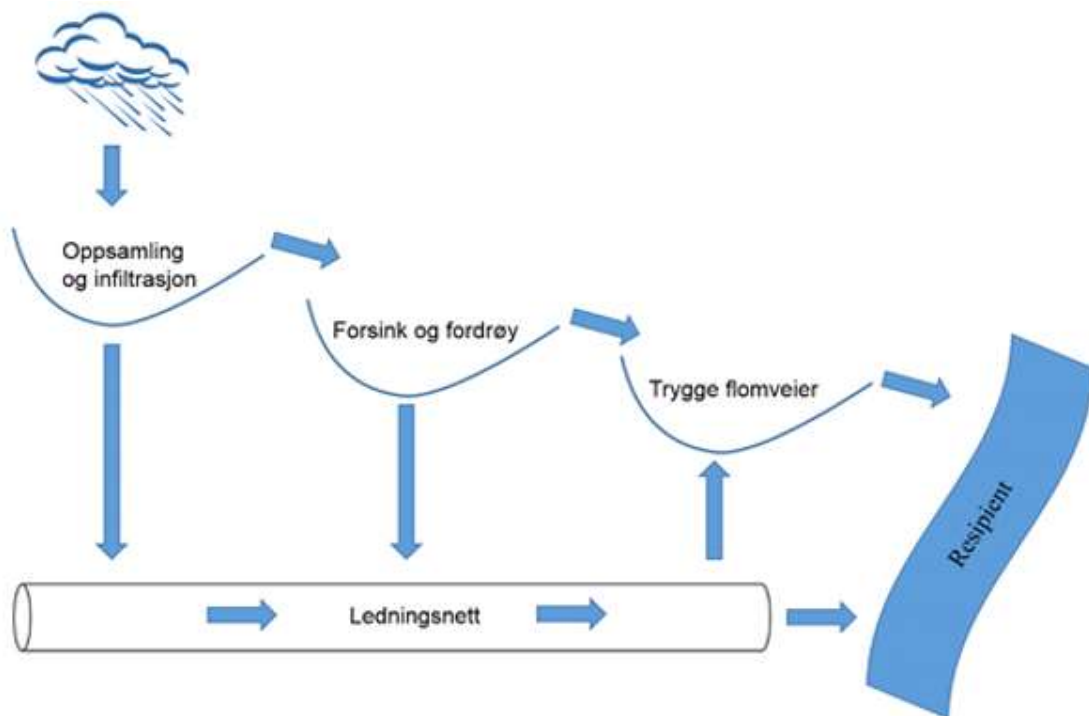 Oppsamling
og infiltrasjon
Forsink og fordrøy
Trygge flomveier
Resipient
Ledningsnett